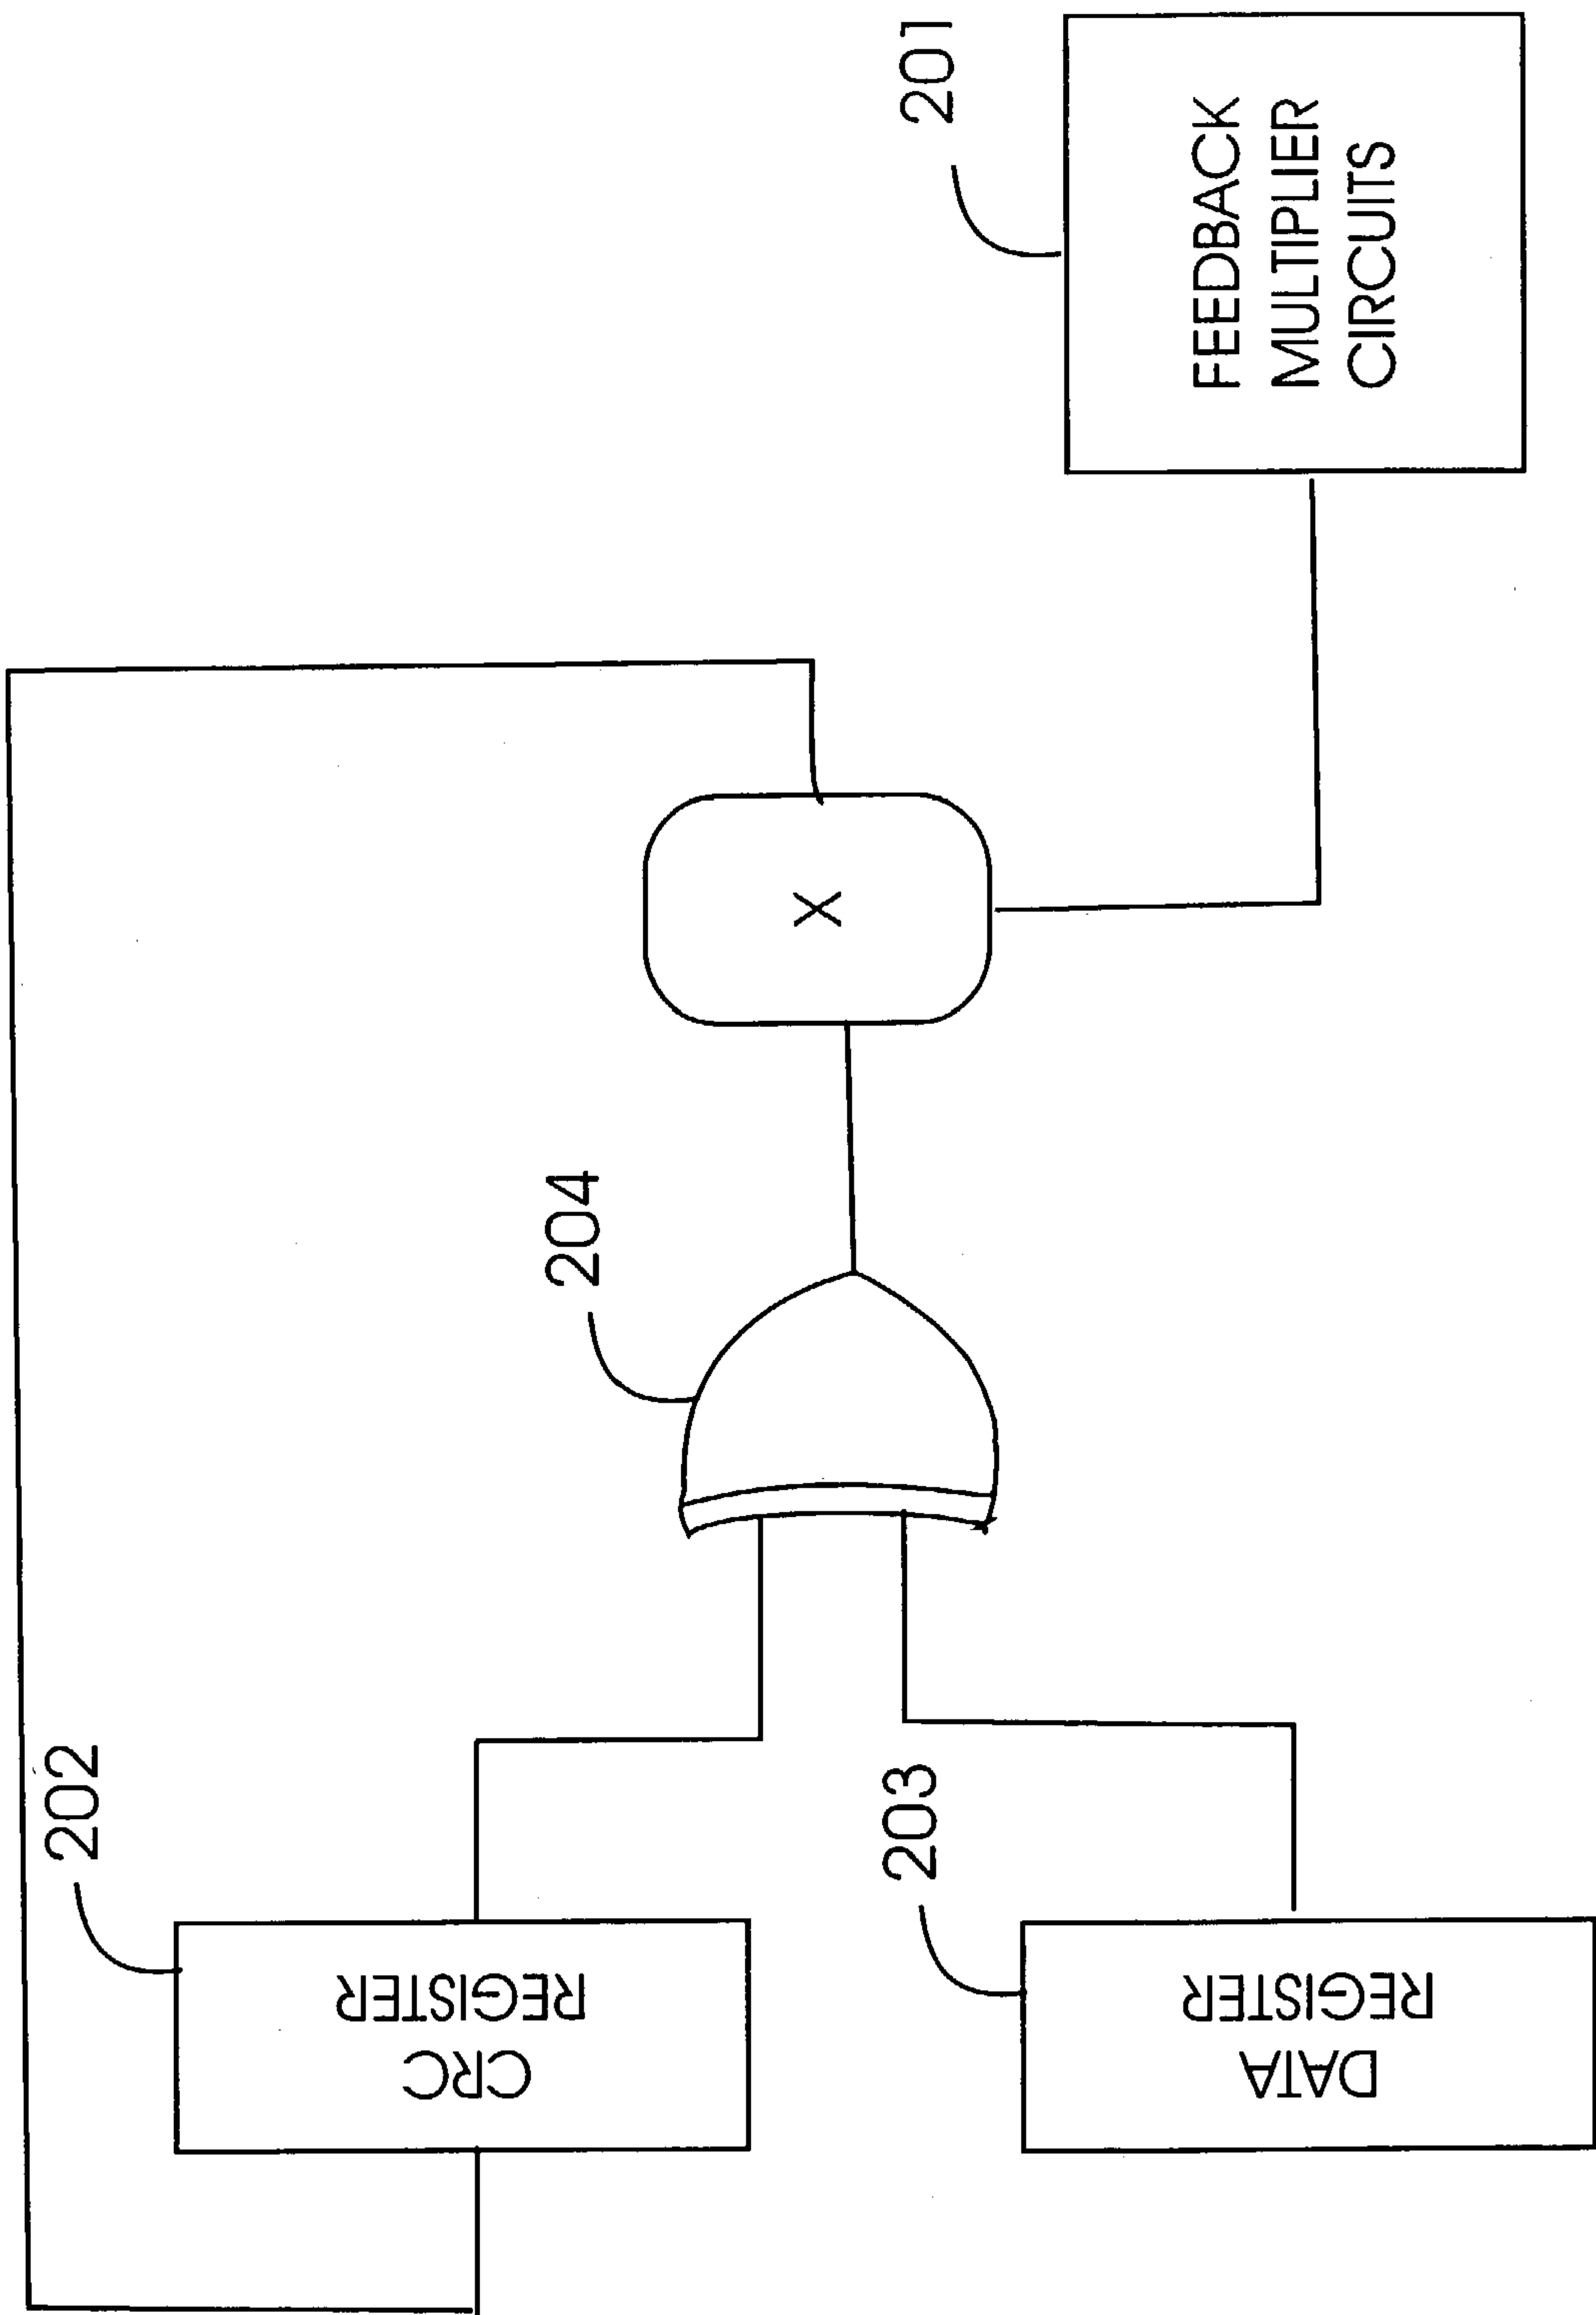 202
CRC
REGISTER
203
DATA
REGISTER
204
X
201
FEEDBACK
MULTIPLIER
CIRCUITS